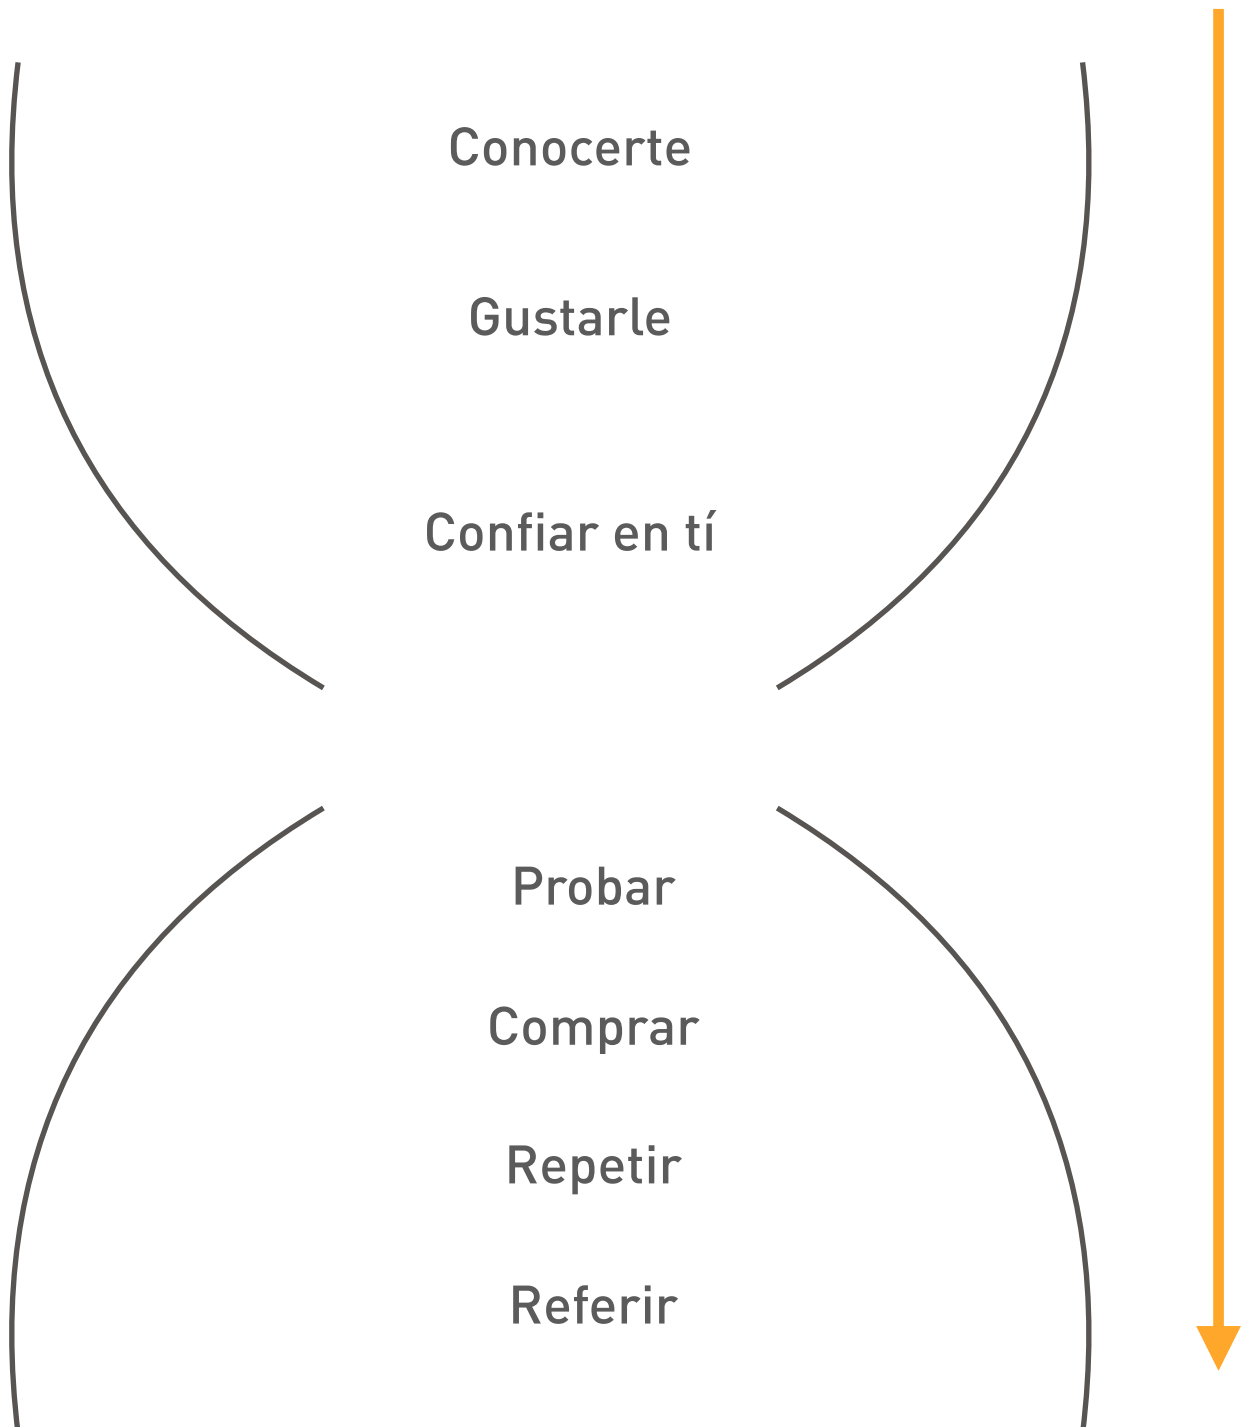 Conocerte
Gustarle
Confiar en tí
Probar
Comprar
Repetir
Referir